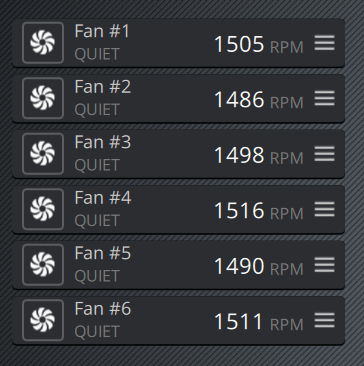 Fan #1
QUIET
1505 RPM
Fan #2
QUIET
1486 RPM
Fan #3
QUIET
1498 RPM
Fan #4
QUIET
1516 RPM
Fan #5
QUIET
1490 RPM
Fan #6
QUIET
1511 RPM